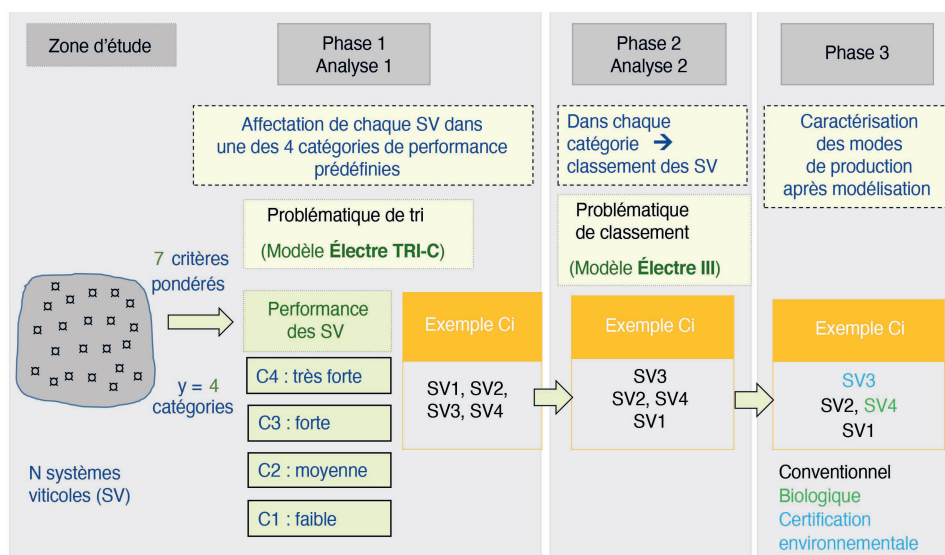 Zone d'étude
Phase 1
Analyse 1
Phase 2
Analyse 2
Phase 3
Affectation de chaque SV dans
une des 4 catégories de performance
prédéfinies
Dans chaque
catégorie ➔
classement des SV
Caractérisation
des modes
de production
après modélisation
Problématique de tri
(Modèle Électre TRI-C)
Problématique
de classement
(Modèle Électre III)
7 critères
pondérés
y = 4
catégories
N systèmes
viticoles (SV)
Performance
des SV
C4 : très forte
C3 : forte
C2 : moyenne
C1 : faible
Exemple Ci
SV1, SV2,
SV3, SV4
Exemple Ci
SV3
SV2, SV4
SV1
Exemple Ci
SV3
SV2, SV4
SV1
Conventionnel
Biologique
Certification
environnementale